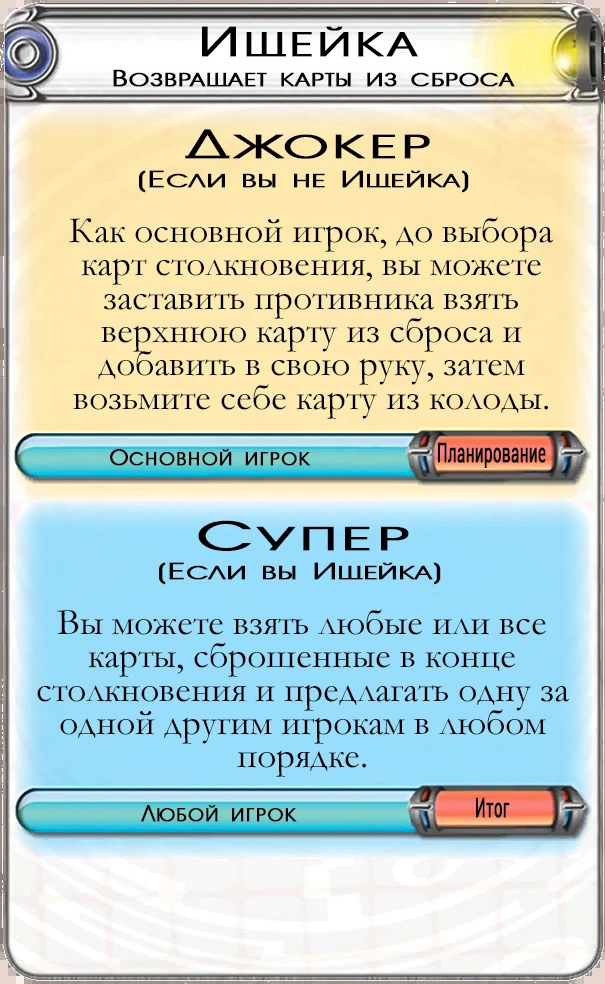 Ищейка
Возвращает карты из сброса
Джокер
(Если вы не Ищейка)
Как основной игрок, до выбора
карт столкновения, вы можете
заставить противника взять
верхнюю карту из сброса и
добавить в свою руку, затем
возьмите себе карту из колоды.
Основной игрок
Планирование
Супер
(Если вы Ищейка)
Вы можете взять любые или все
карты, сброшенные в конце
столкновения и предлагать одну за
одной другим игрокам в любом
порядке.
Любой игрок
Итог